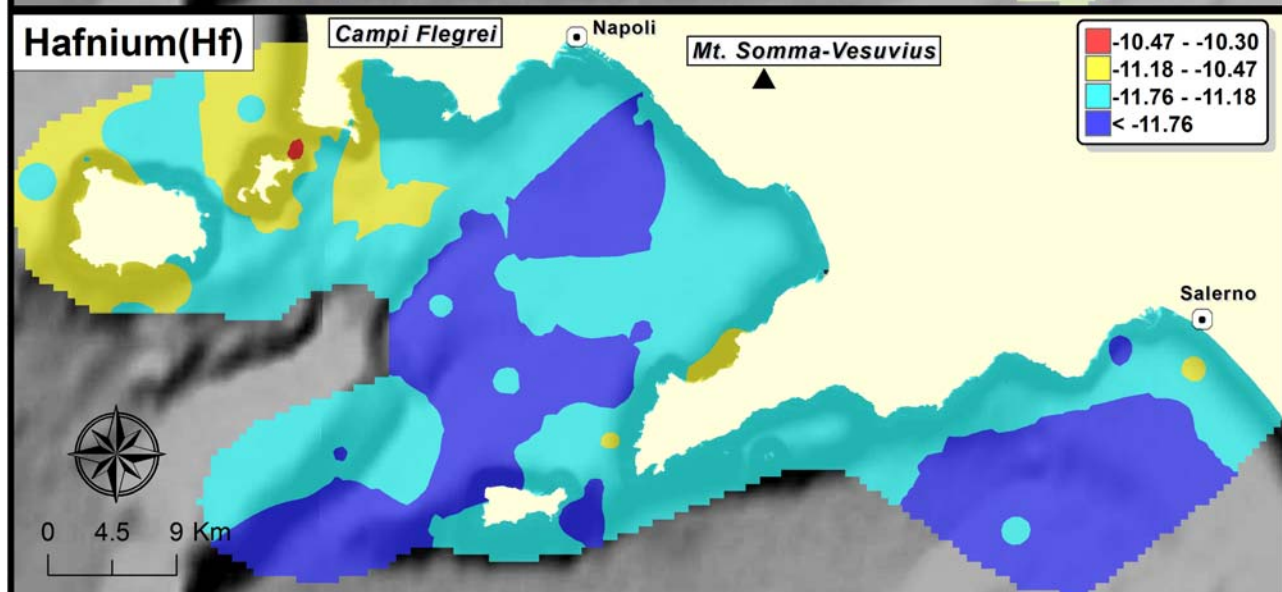 Hafnium(Hf)
Campi Flegrei
Napoli
Mt. Somma-Vesuvius
-10.47 - -10.30
-11.18 - -10.47
-11.76 - -11.18
< -11.76
Salerno
0 4.5 9 Km